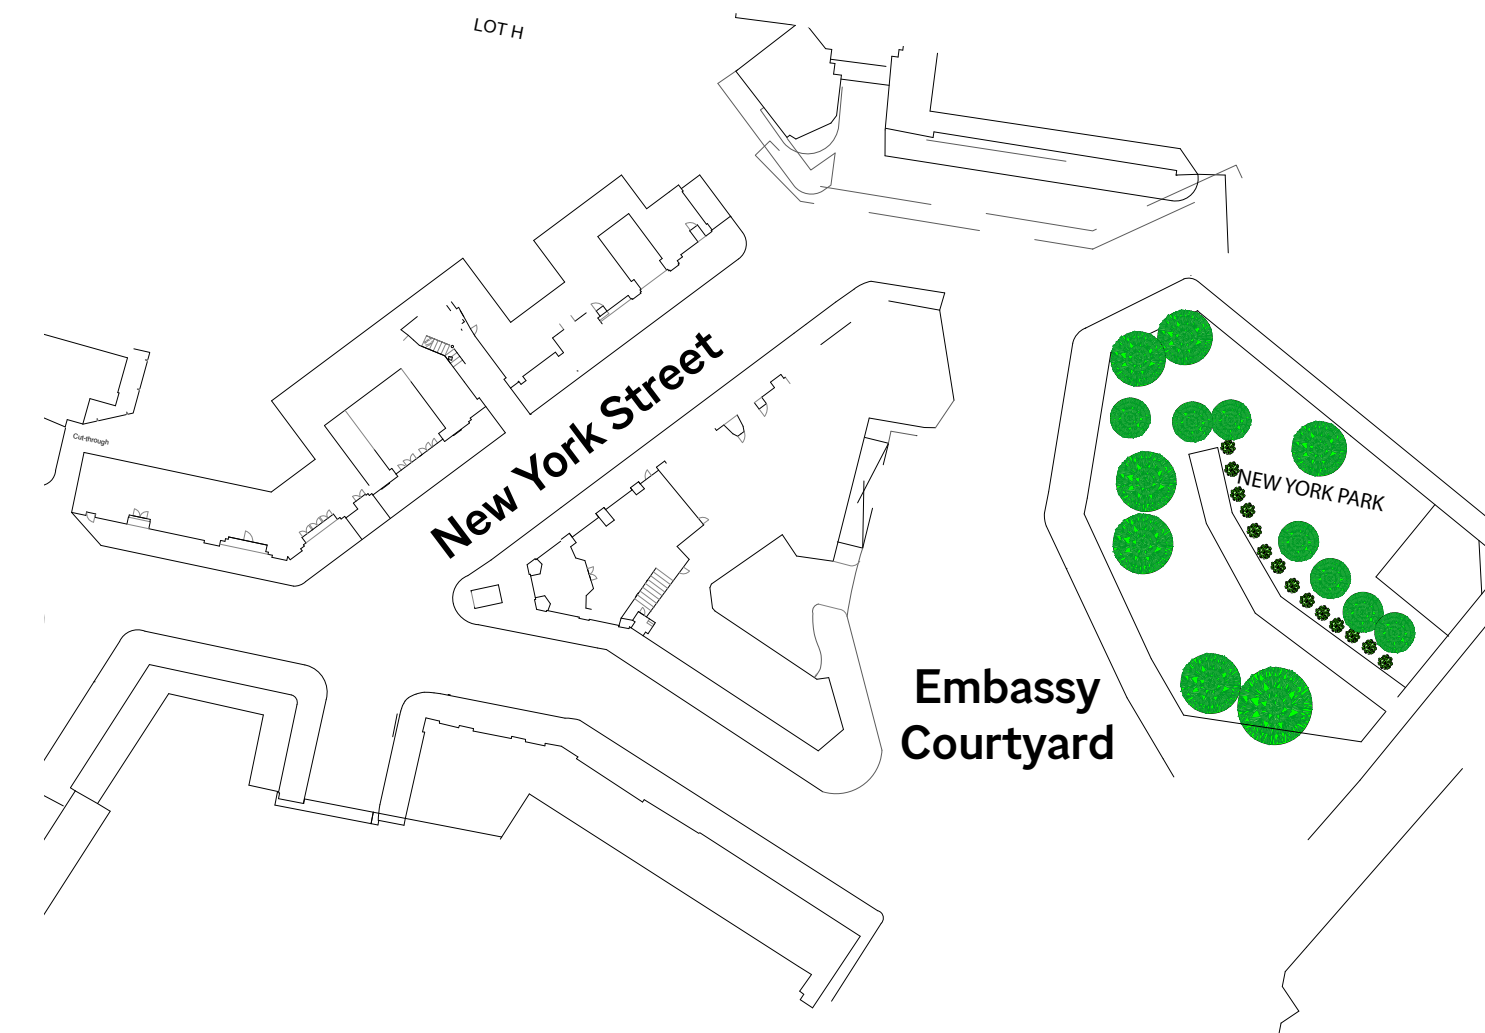 LOT H
Cut-through
New York Street
NEW YORK PARK
Embassy
Courtyard